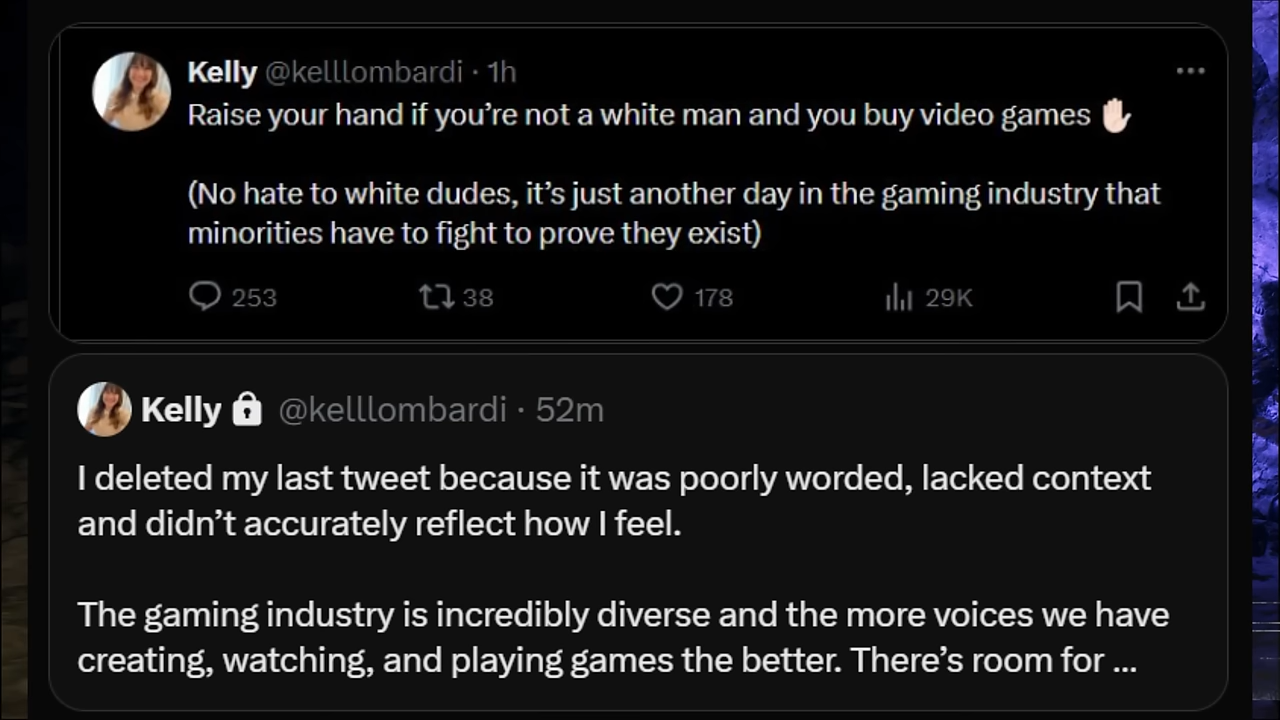 Kelly @kelllombardi · 1h
Raise your hand if you’re not a white man and you buy video games ✋🏻
(No hate to white dudes, it’s just another day in the gaming industry that
minorities have to fight to prove they exist)
253 38 178 29K
Kelly 🔒 @kelllombardi · 52m
I deleted my last tweet because it was poorly worded, lacked context
and didn’t accurately reflect how I feel.
The gaming industry is incredibly diverse and the more voices we have
creating, watching, and playing games the better. There’s room for ...